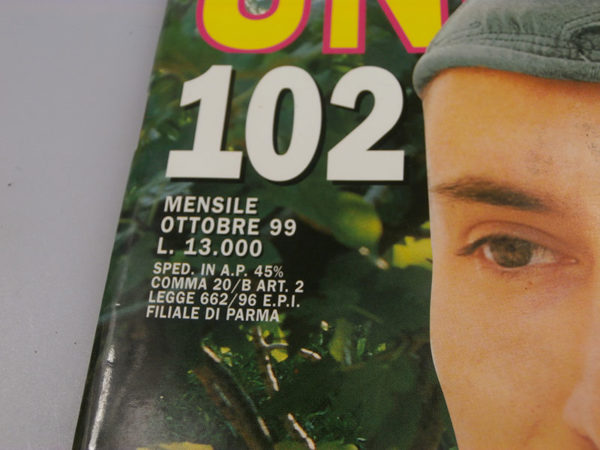 102
MENSILE
OTTOBRE 99
L. 13.000
SPED. IN A.P. 45%
COMMA 20/B ART. 2
LEGGE 662/96 E.P.I.
FILIALE DI PARMA